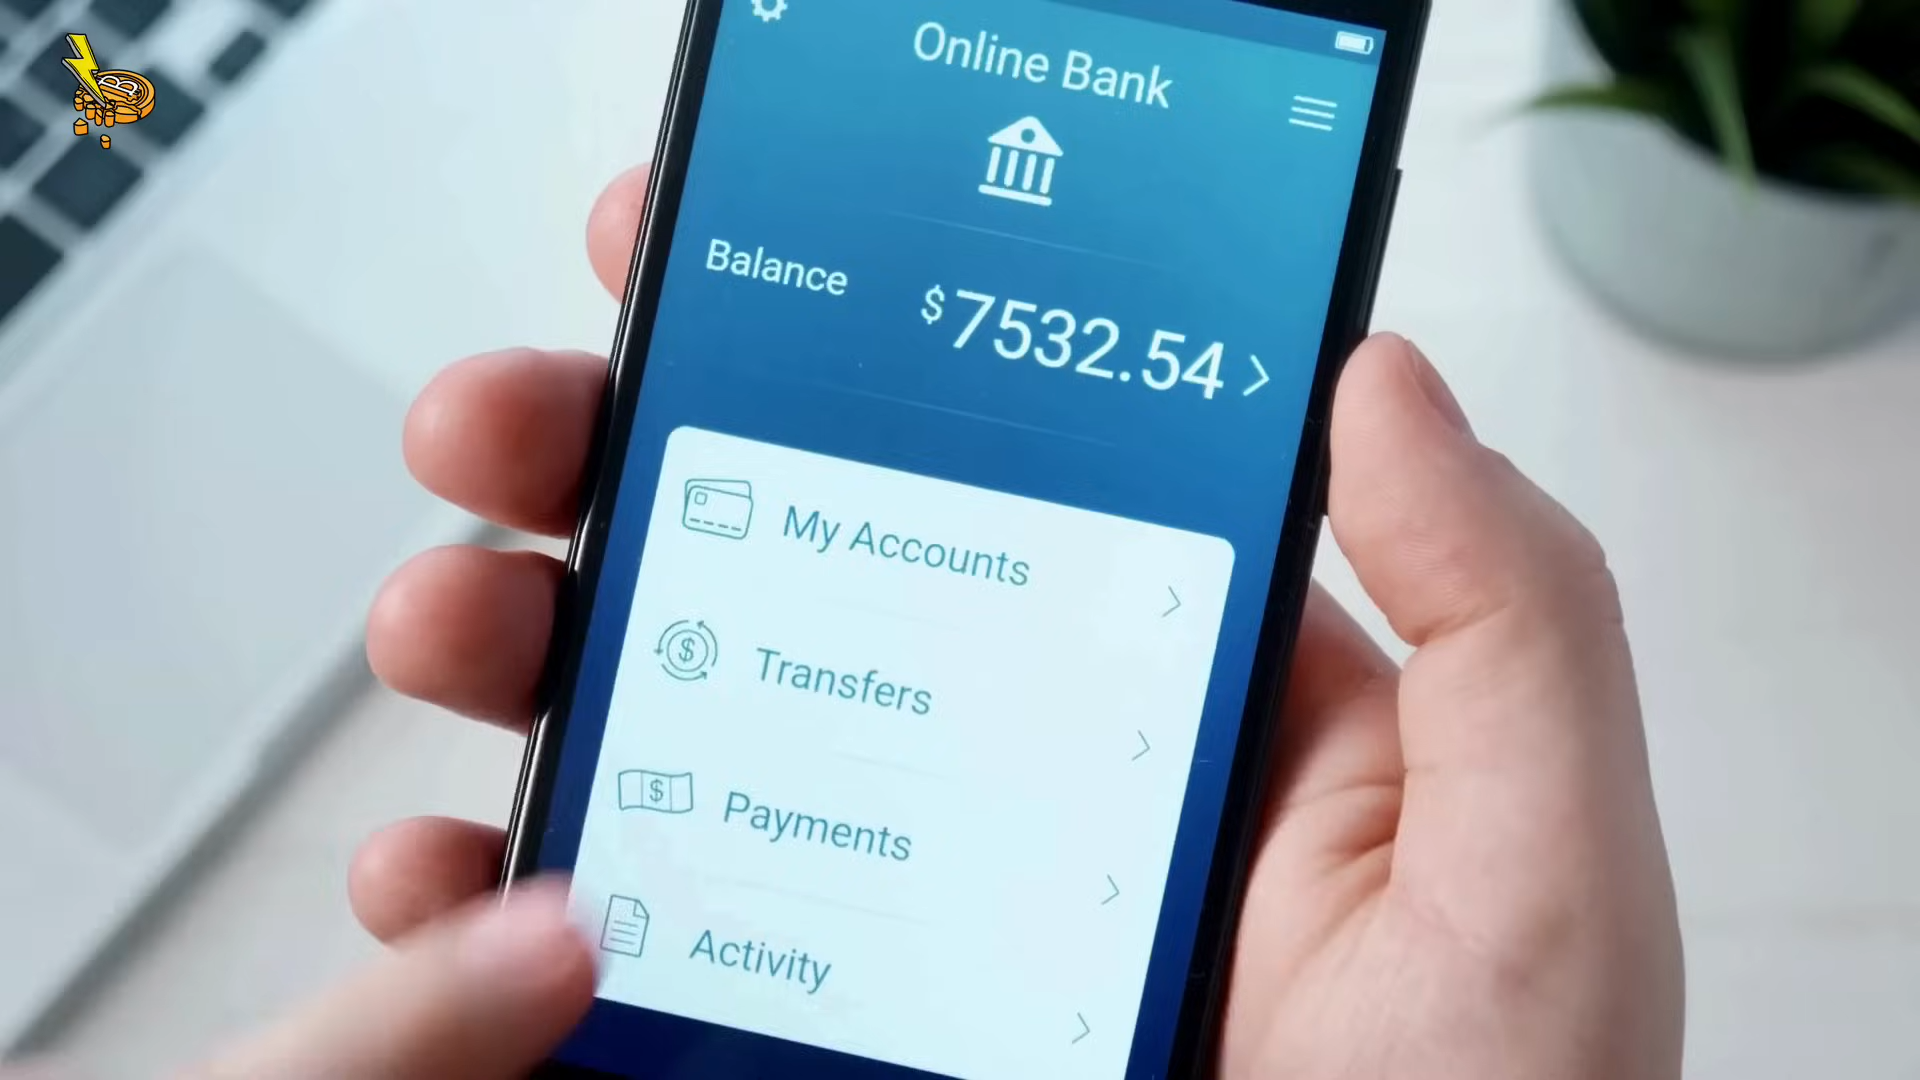 Online Bank
Balance
$7532.54
My Accounts
Transfers
Payments
Activity